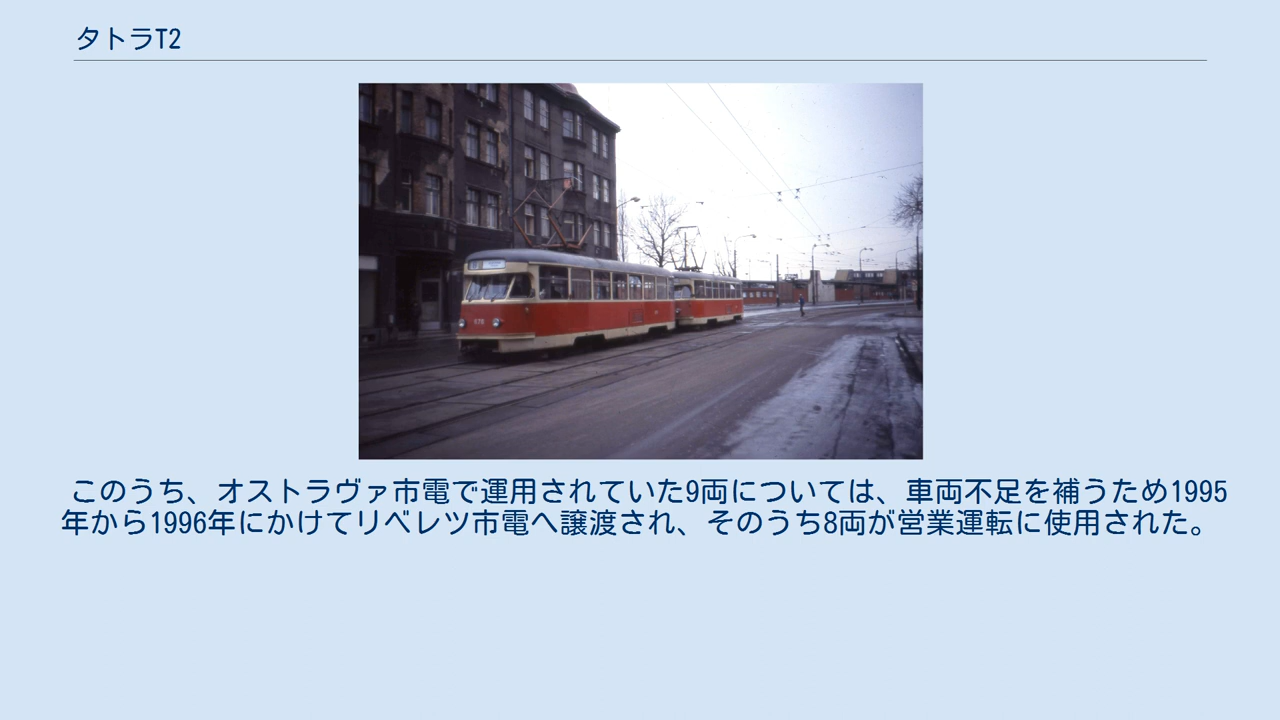 タトラT2
このうち、オストラヴァ市電で運用されていた9両については、車両不足を補うため1995
年から1996年にかけてリベレツ市電へ譲渡され、そのうち8両が営業運転に使用された。